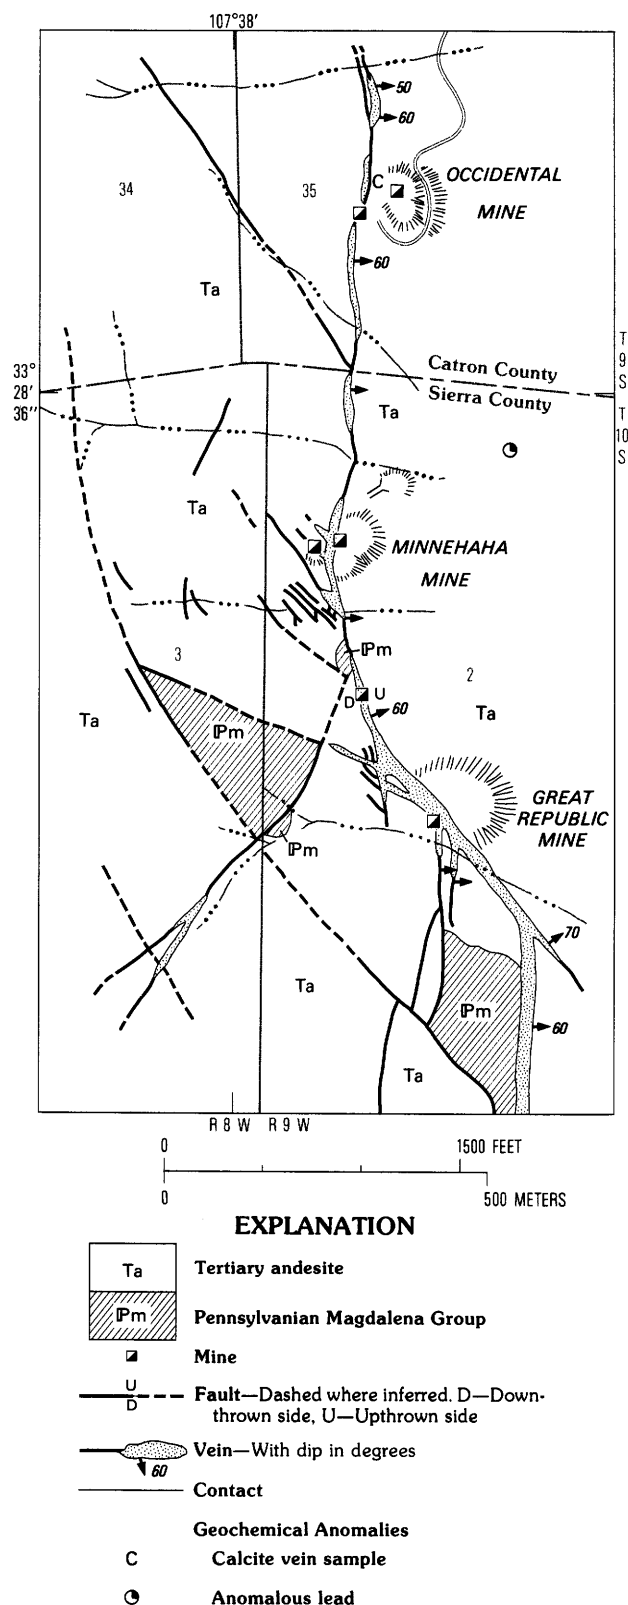 107°38′
50
60
34
35
C
OCCIDENTAL
MINE
60
Ta
33°
28′
36′′
T
9
S
Catron County
Sierra County
Ta
T
10
S
Ta
MINNEHAHA
MINE
ℙm
3
2
D U
60
Ta
Ta
ℙm
GREAT
REPUBLIC
MINE
ℙm
70
Ta
ℙm
60
Ta
R 8 W R 9 W
0 1500 FEET
0 500 METERS
EXPLANATION
Ta Tertiary andesite
ℙm Pennsylvanian Magdalena Group
Mine
U
D
Fault—Dashed where inferred. D—Down-
thrown side, U—Upthrown side
Vein—With dip in degrees
60
Contact
Geochemical Anomalies
C Calcite vein sample
Anomalous lead